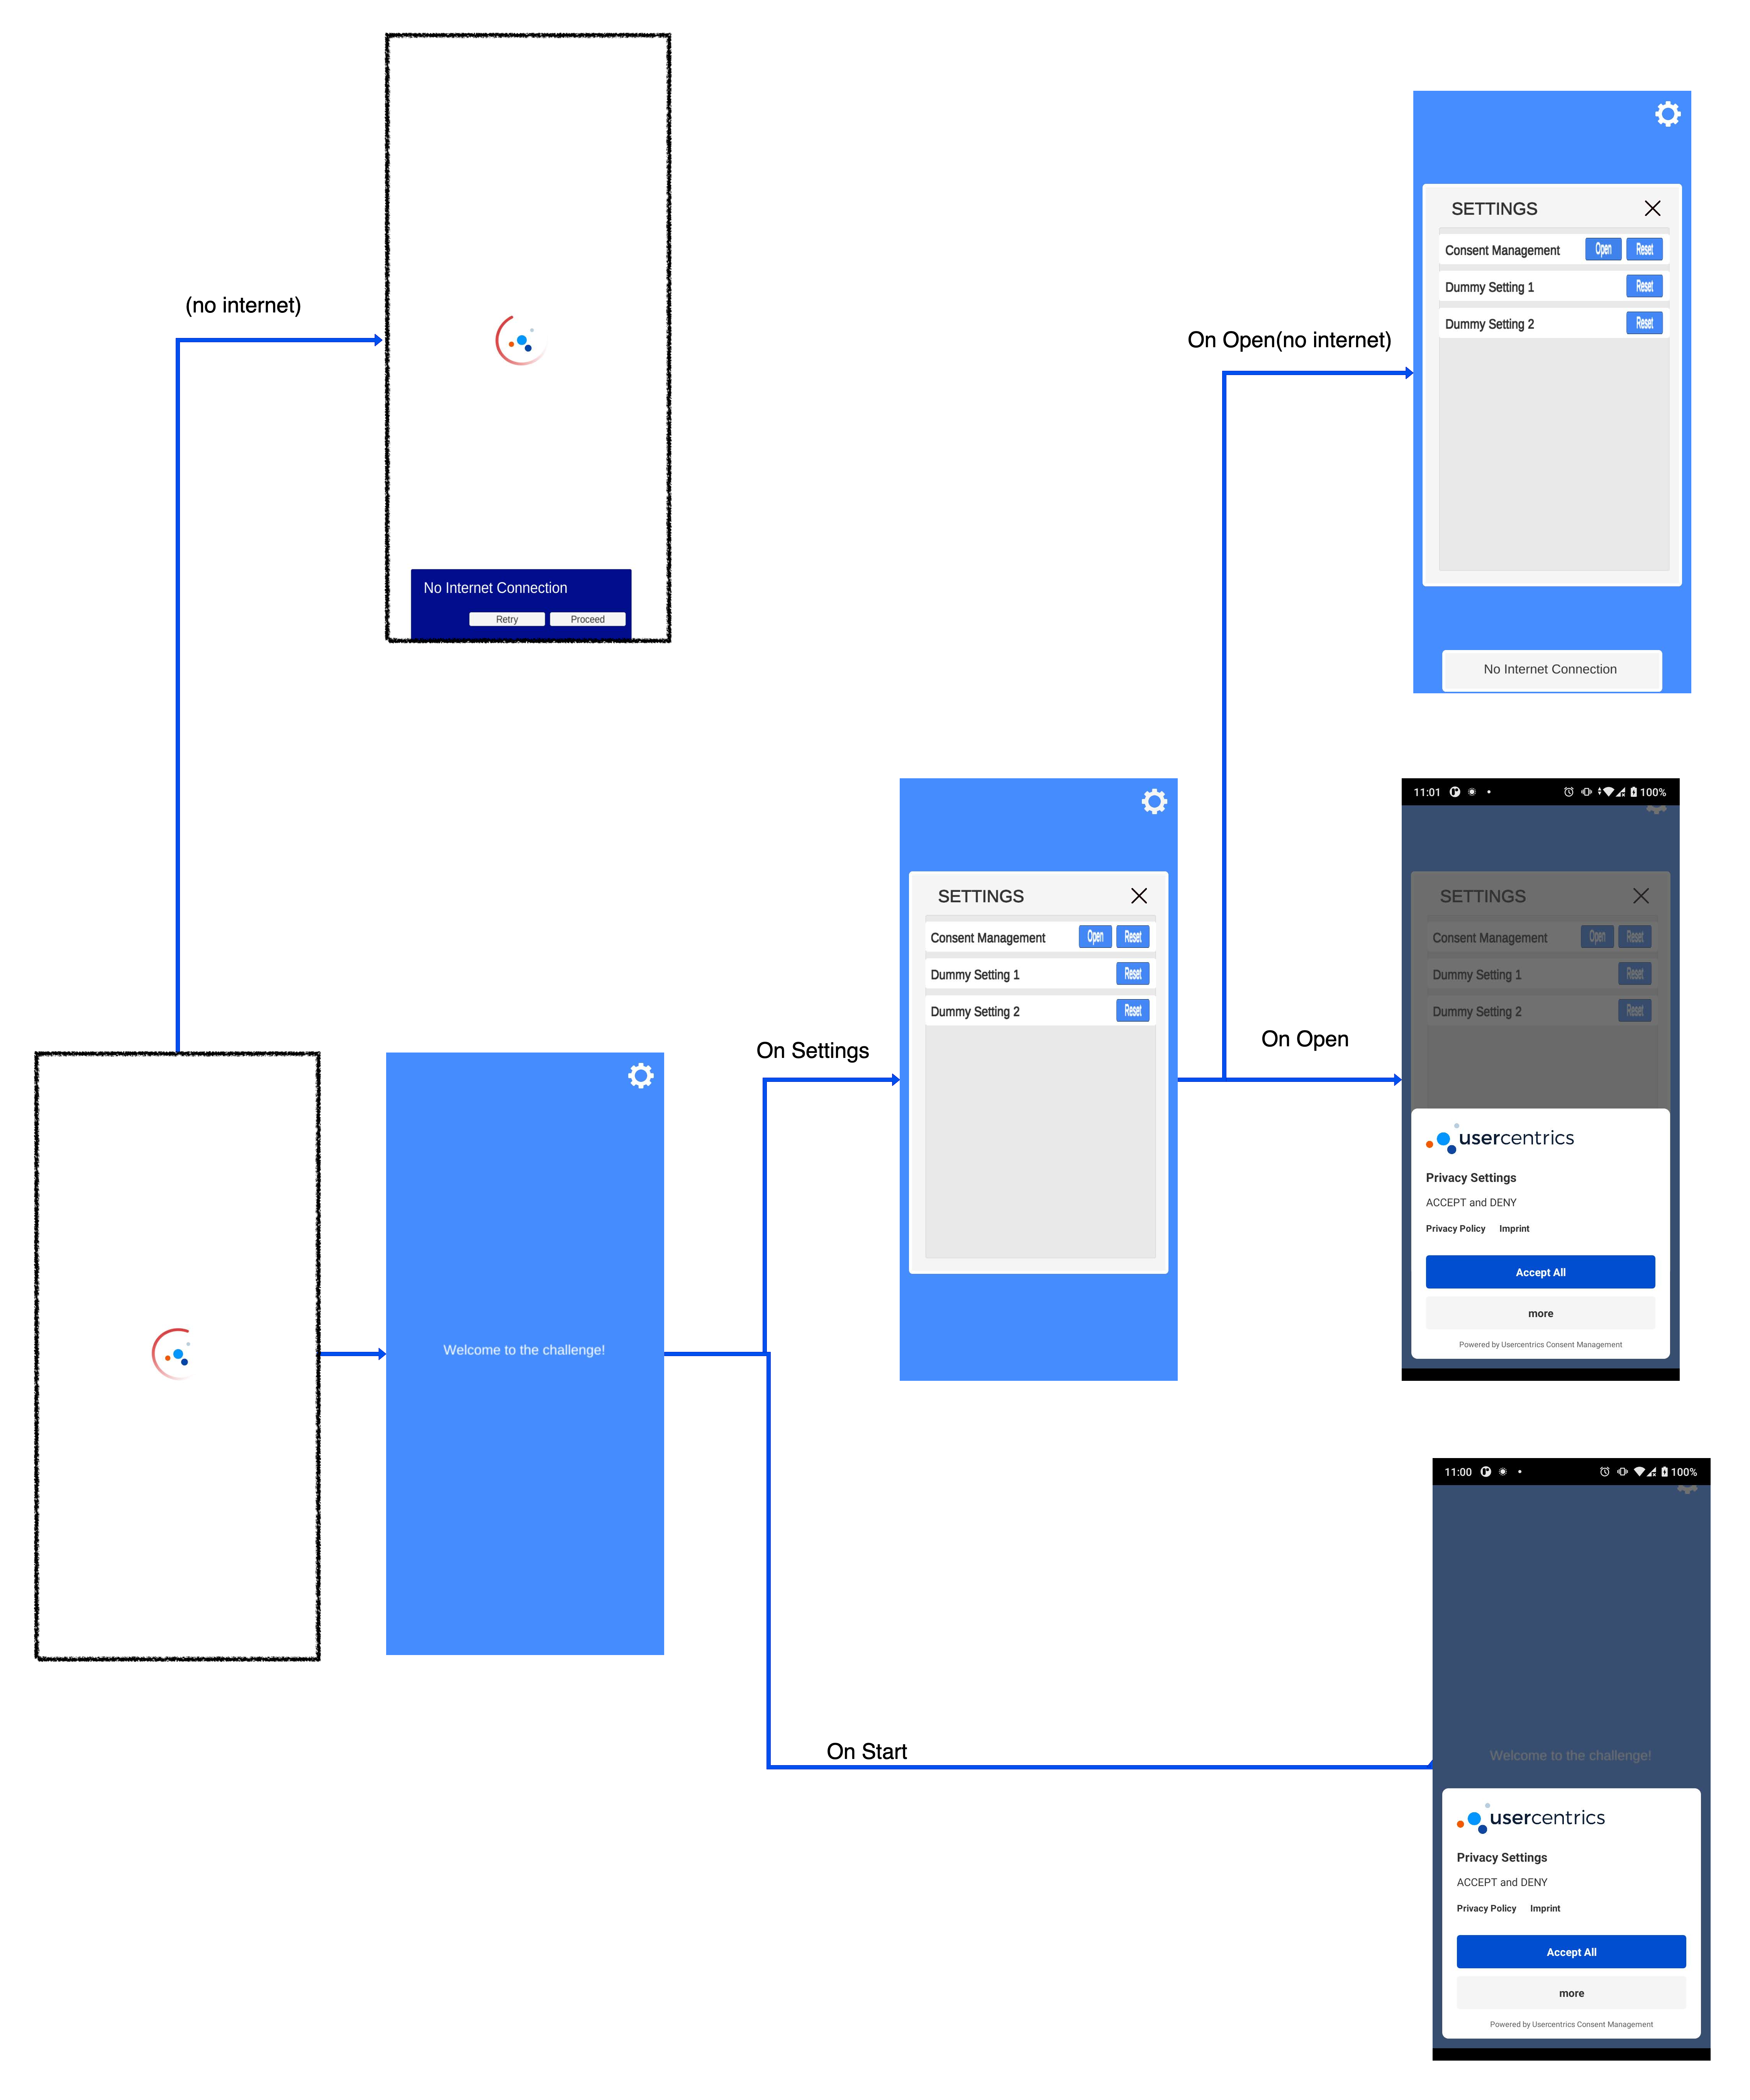 (no internet)
No Internet Connection
Retry
Proceed
On Open(no internet)
SETTINGS
Consent Management
Open
Reset
Dummy Setting 1
Reset
Dummy Setting 2
Reset
No Internet Connection
Welcome to the challenge!
On Settings
SETTINGS
Consent Management
Open
Reset
Dummy Setting 1
Reset
Dummy Setting 2
Reset
On Open
11:01
100%
SETTINGS
Consent Management
Open
Reset
Dummy Setting 1
Reset
Dummy Setting 2
Reset
usercentrics
Privacy Settings
ACCEPT and DENY
Privacy Policy
Imprint
Accept All
more
Powered by Usercentrics Consent Management
On Start
11:00
100%
Welcome to the challenge!
usercentrics
Privacy Settings
ACCEPT and DENY
Privacy Policy
Imprint
Accept All
more
Powered by Usercentrics Consent Management